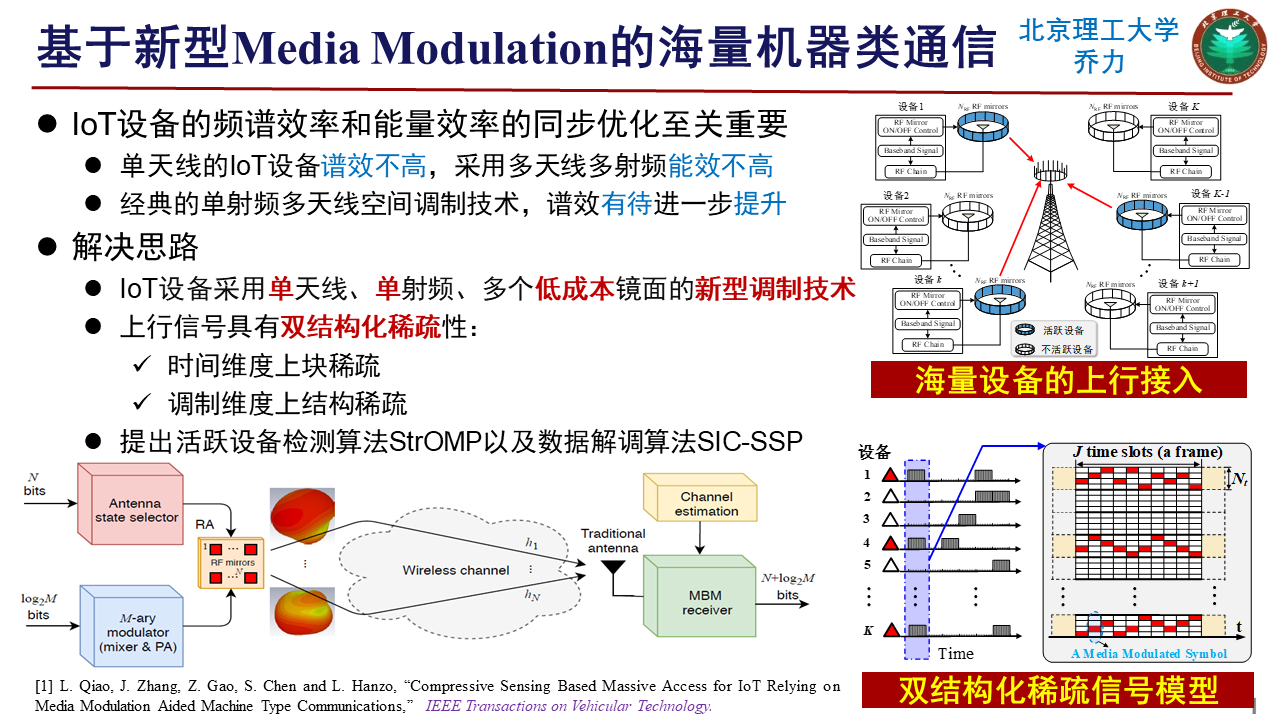 基于新型Media Modulation的海量机器类通信
北京理工大学
乔力
● IoT设备的频谱效率和能量效率的同步优化至关重要
● 单天线的IoT设备谱效不高，采用多天线多射频能效不高
● 经典的单射频多天线空间调制技术，谱效有待进一步提升
● 解决思路
● IoT设备采用单天线、单射频、多个低成本镜面的新型调制技术
● 上行信号具有双结构化稀疏性：
✓ 时间维度上块稀疏
✓ 调制维度上结构稀疏
● 提出活跃设备检测算法StrOMP以及数据解调算法SIC-SSP
设备1
N_RF RF mirrors
RF Mirror
ON/OFF Control
Baseband Signal
RF Chain
N_RF RF mirrors
设备 K
RF Mirror
ON/OFF Control
Baseband Signal
RF Chain
设备2
N_RF RF mirrors
RF Mirror
ON/OFF Control
Baseband Signal
RF Chain
N_RF RF mirrors
设备 K-1
RF Mirror
ON/OFF Control
Baseband Signal
RF Chain
设备 k
N_RF RF mirrors
RF Mirror
ON/OFF Control
Baseband Signal
RF Chain
N_RF RF mirrors
设备 k+1
RF Mirror
ON/OFF Control
Baseband Signal
RF Chain
活跃设备
不活跃设备
海量设备的上行接入
N
bits
Antenna
state selector
RA
1 ...
RF mirrors
... N
log₂M
bits
M-ary
modulator
(mixer & PA)
Wireless channel
h₁
⋮
h_N
Traditional
antenna
Channel
estimation
MBM
receiver
N+log₂M
bits
设备
1
2
3
4
5
K
Time
J time slots (a frame)
N_t
t
A Media Modulated Symbol
双结构化稀疏信号模型
[1] L. Qiao, J. Zhang, Z. Gao, S. Chen and L. Hanzo, “Compressive Sensing Based Massive Access for IoT Relying on
Media Modulation Aided Machine Type Communications,” IEEE Transactions on Vehicular Technology.